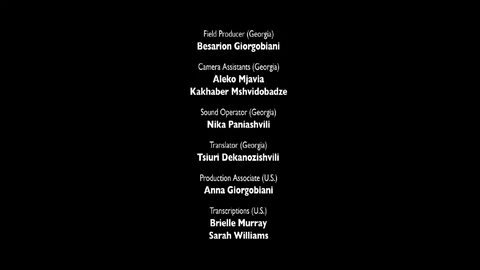 Field Producer (Georgia)
Besarion Giorgobiani
Camera Assistants (Georgia)
Aleko Mjavia
Kakhaber Mshvidobadze
Sound Operator (Georgia)
Nika Paniashvili
Translator (Georgia)
Tsiuri Dekanozishvili
Production Associate (U.S.)
Anna Giorgobiani
Transcriptions (U.S.)
Brielle Murray
Sarah Williams